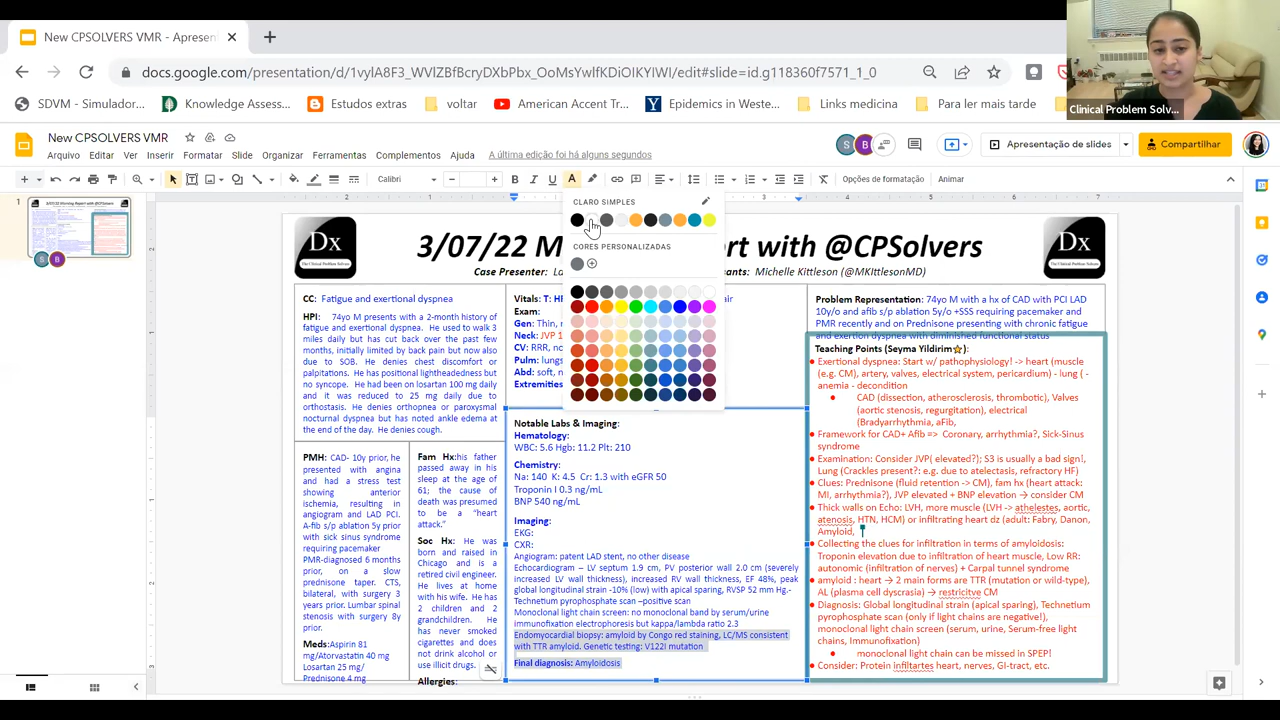 New CPSOLVERS VMR - Apresen
docs.google.com/presentation/d/1vylA8F3_WVIZBfBcryDXbPbx_OoMsYwlfKDiOIKYIWI/edit#slide=id.g118360f7571_1_0
SDVM - Simulador...
Knowledge Assess...
Estudos extras
voltar
American Accent Tr...
Epidemics in Weste...
Links medicina
Para ler mais tarde
Clinical Problem Solv...
New CPSOLVERS VMR
Arquivo Editar Ver Inserir Formatar Slide Organizar Ferramentas Complementos Ajuda
A última edição foi há alguns segundos
Apresentação de slides
Compartilhar
Calibri
Opções de formatação
Animar
CLARO SIMPLES
CORES PERSONALIZADAS
1
3/07/22 M
rt with @CPSolvers
Case Presenter: La
nts: Michelle Kittleson (@MKIttlesonMD)
Dx
The Clinical Problem Solvers
Dx
The Clinical Problem Solvers
CC: Fatigue and exertional dyspnea
HPI: 74yo M presents with a 2-month history of
fatigue and exertional dyspnea. He used to walk 3
miles daily but has cut back over the past few
months, initially limited by back pain but now also
due to SOB. He denies chest discomfort or
palpitations. He has positional lightheadedness but
no syncope. He had been on losartan 100 mg daily
and it was reduced to 25 mg daily due to
orthostasis. He denies orthopnea or paroxysmal
nocturnal dyspnea but has noted ankle edema at
the end of the day. He denies cough.
PMH: CAD- 10y prior, he
presented with angina
and had a stress test
showing anterior
ischemia, resulting in
angiogram and LAD PCI.
A-fib s/p ablation 5y prior
with sick sinus syndrome
requiring pacemaker
PMR-diagnosed 6 months
prior, on a slow
prednisone taper. CTS,
bilateral, with surgery 3
years prior. Lumbar spinal
stenosis with surgery 8y
prior.
Meds:Aspirin 81
mg/Atorvastatin 40 mg
Losartan 25 mg/
Prednisone 4 mg
Fam Hx:his father
passed away in his
sleep at the age of
61; the cause of
death was presumed
to be a "heart
attack."
Soc Hx: He was
born and raised in
Chicago and is a
retired civil engineer.
He lives at home
with his wife. He has
2 children and 2
grandchildren. He
has never smoked
cigarettes and does
not drink alcohol or
use illicit drugs.
Allergies:
Vitals: T: HR
air
Exam:
Gen: Thin, n
Neck: JVP 1
CV: RRR, no
Pulm: lungs
Abd: soft, n
Extremities
Notable Labs & Imaging:
Hematology:
WBC: 5.6 Hgb: 11.2 Plt: 210
Chemistry:
Na: 140 K: 4.5 Cr: 1.3 with eGFR 50
Troponin I 0.3 ng/mL
BNP 540 ng/mL
Imaging:
EKG:
CXR:
Angiogram: patent LAD stent, no other disease
Echocardiogram – LV septum 1.9 cm, PV posterior wall 2.0 cm (severely
increased LV wall thickness), increased RV wall thickness, EF 48%, peak
global longitudinal strain -10% (low) with apical sparing, RVSP 52 mm Hg.-
Technetium pyrophosphate scan –positive scan
Monoclonal light chain screen: no monoclonal band by serum/urine
immunofixation electrophoresis but kappa/lambda ratio 2.3
Endomyocardial biopsy: amyloid by Congo red staining, LC/MS consistent
with TTR amyloid. Genetic testing: V122I mutation
Final diagnosis: Amyloidosis
Problem Representation: 74yo M with a hx of CAD with PCI LAD
10y/o and afib s/p ablation 5y/o +SSS requiring pacemaker and
PMR recently and on Prednisone presenting with chronic fatigue
and exertional dyspnea with diminished functional status
Teaching Points (Seyma Yildirim⭐):
● Exertional dyspnea: Start w/ pathophysiology! -> heart (muscle
(e.g. CM), artery, valves, electrical system, pericardium) - lung ( -
anemia - decondition
● CAD (dissection, atherosclerosis, thrombotic), Valves
(aortic stenosis, regurgitation), electrical
(Bradyarrhythmia, aFib,
● Framework for CAD+ Afib => Coronary, arrhythmia?, Sick-Sinus
syndrome
● Examination: Consider JVP( elevated?); S3 is usually a bad sign!,
Lung (Crackles present?: e.g. due to atelectasis, refractory HF)
● Clues: Prednisone (fluid retention -> CM), fam hx (heart attack:
MI, arrhythmia?), JVP elevated + BNP elevation → consider CM
● Thick walls on Echo: LVH, more muscle (LVH -> athelestes, aortic,
atenosis, HTN, HCM) or infiltrating heart dz (adult: Fabry, Danon,
Amyloid,
● Collecting the clues for infiltration in terms of amyloidosis:
Troponin elevation due to infiltration of heart muscle, Low RR:
autonomic (infiltration of nerves) + Carpal tunnel syndrome
● amyloid : heart → 2 main forms are TTR (mutation or wild-type),
AL (plasma cell dyscrasia) → restricitve CM
● Diagnosis: Global longitudinal strain (apical sparing), Technetium
pyrophosphate scan (only if light chains are negative!),
monoclonal light chain screen (serum, urine, Serum-free light
chains, Immunofixation)
● monoclonal light chain can be missed in SPEP!
● Consider: Protein infiltartes heart, nerves, GI-tract, etc.